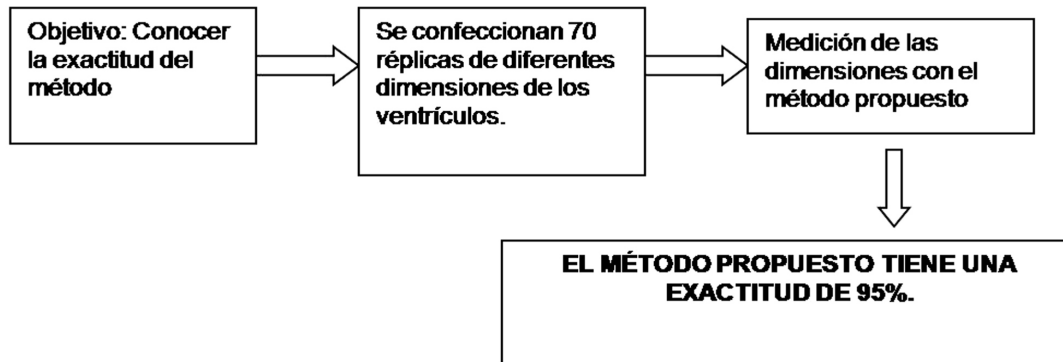 Objetivo: Conocer
la exactitud del
método
Se confeccionan 70
réplicas de diferentes
dimensiones de los
ventrículos.
Medición de las
dimensiones con el
método propuesto
EL MÉTODO PROPUESTO TIENE UNA
EXACTITUD DE 95%.